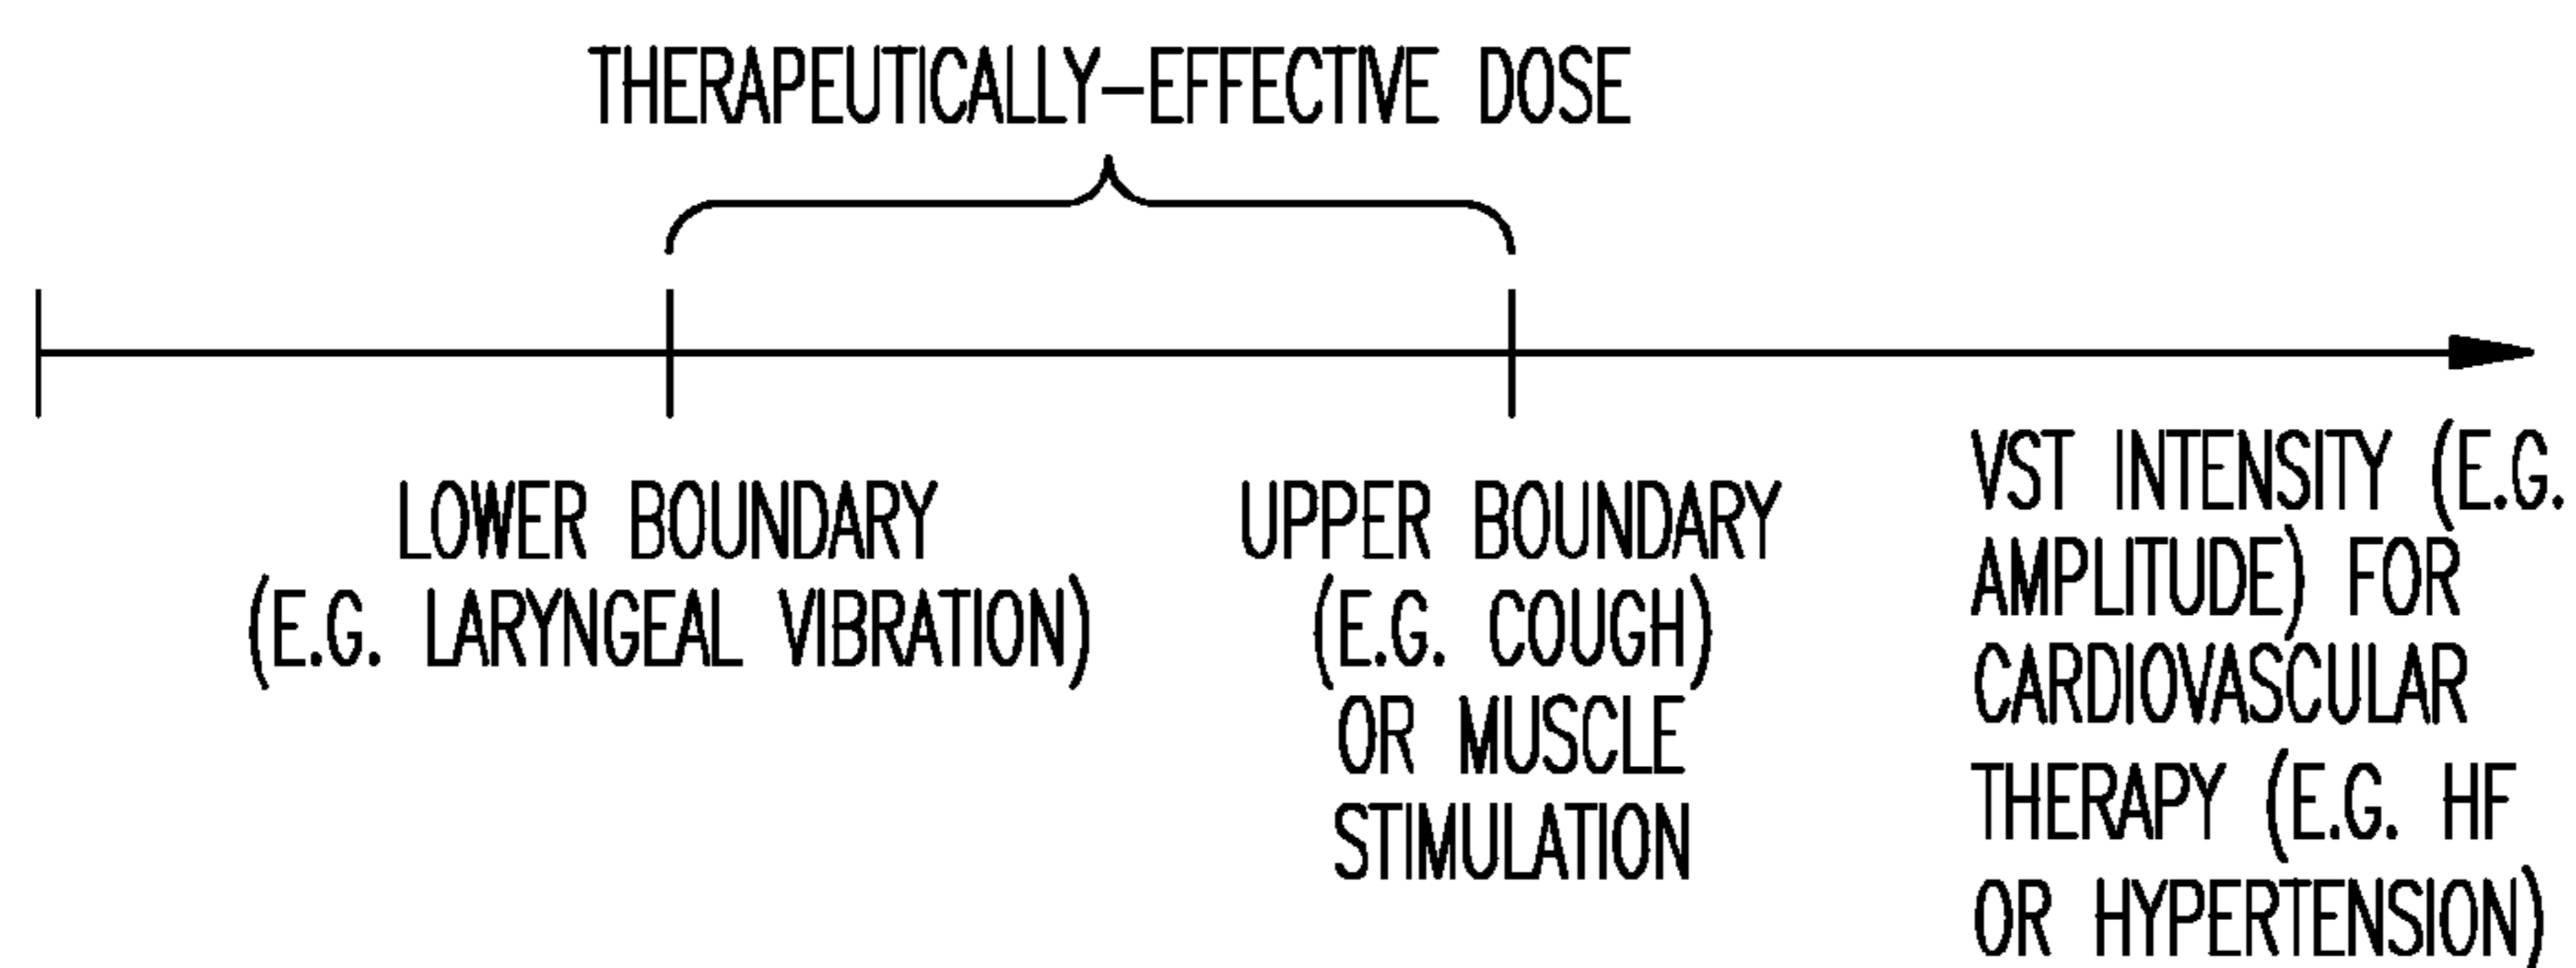 THERAPEUTICALLY-EFFECTIVE DOSE
LOWER BOUNDARY
(E.G. LARYNGEAL VIBRATION)
UPPER BOUNDARY
(E.G. COUGH)
OR MUSCLE
STIMULATION
VST INTENSITY (E.G.
AMPLITUDE) FOR
CARDIOVASCULAR
THERAPY (E.G. HF
OR HYPERTENSION)